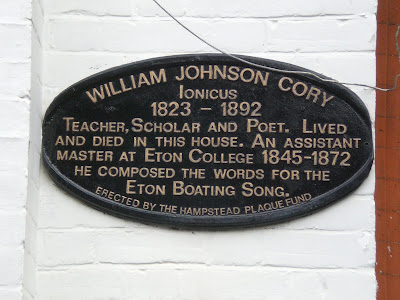 WILLIAM JOHNSON CORY
IONICUS
1823 – 1892
TEACHER, SCHOLAR AND POET. LIVED
AND DIED IN THIS HOUSE. AN ASSISTANT
MASTER AT ETON COLLEGE 1845-1872
HE COMPOSED THE WORDS FOR THE
ETON BOATING SONG.
ERECTED BY THE HAMPSTEAD PLAQUE FUND